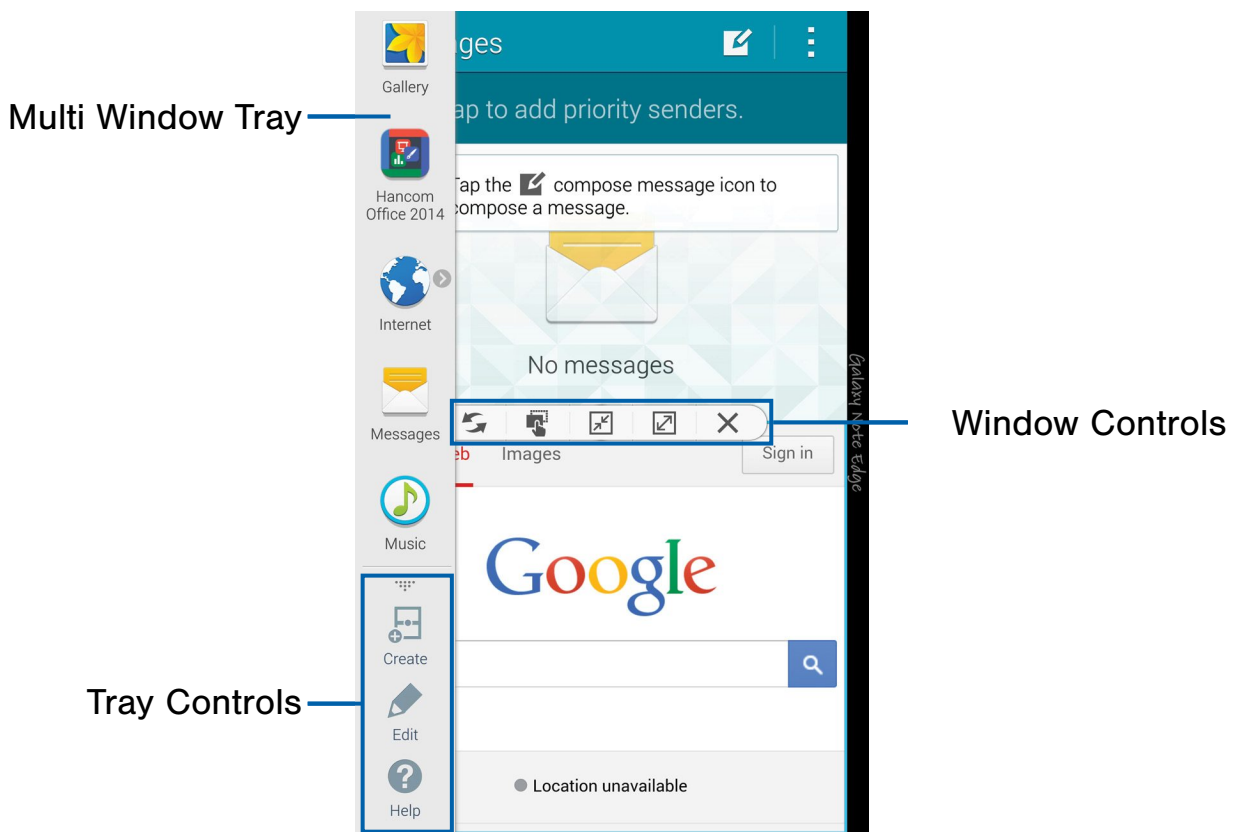 Multi Window Tray
Tray Controls
Window Controls
Gallery
Hancom
Office 2014
Internet
Messages
Music
Create
Edit
Help
ges
ap to add priority senders.
Tap the compose message icon to
compose a message.
No messages
eb Images Sign in
Google
Location unavailable
Galaxy Note Edge